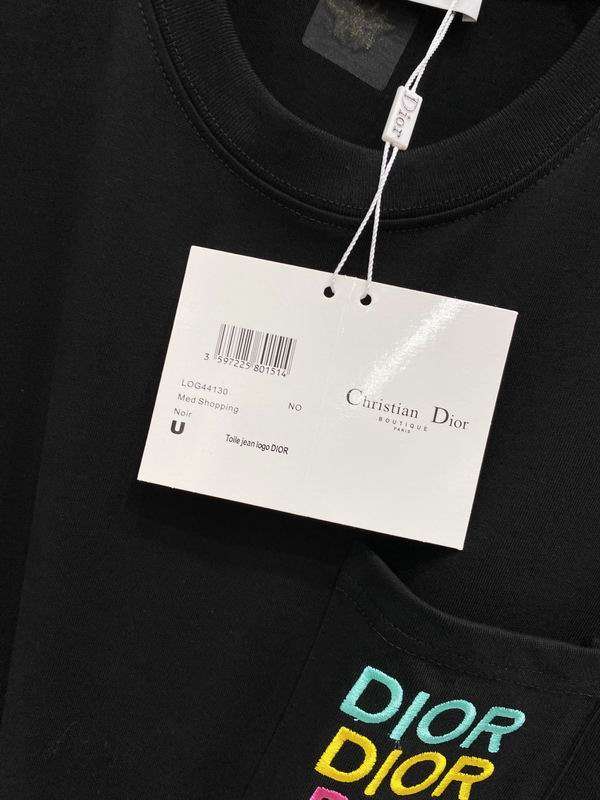 Dior
3 597225 801514
LOG44130
Med Shopping NO
Noir
U
Toile jean logo DIOR
Christian Dior
BOUTIQUE
PARIS
DIOR
DIOR